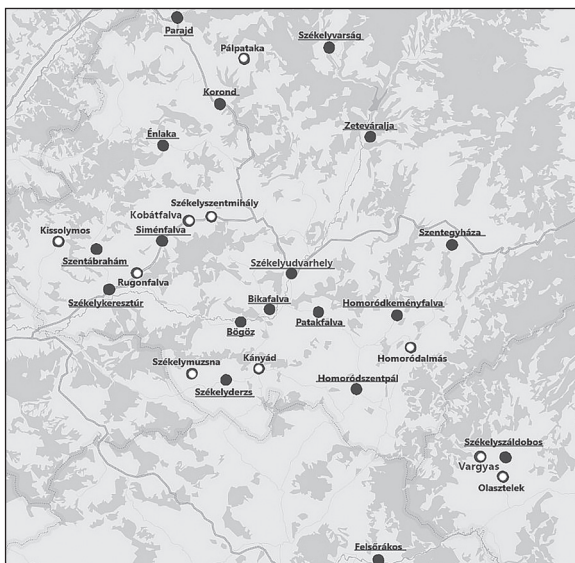 Parajd
Székelyvarság
Pálpataka
Korond
Zeteváralja
Énlaka
Székelyszentmihály
Kobátfalva
Kissolymos
Siménfalva
Szentegyháza
Szentábrahám
Székelyudvarhely
Rugonfalva
Székelykeresztúr
Bikafalva
Homoródkeményfalva
Patakfalva
Bögöz
Székelymuzsna
Kányád
Homoródalmás
Székelyderzs
Homoródszentpál
Székelyszáldobos
Vargyas
Olasztelek
Felsőrákos